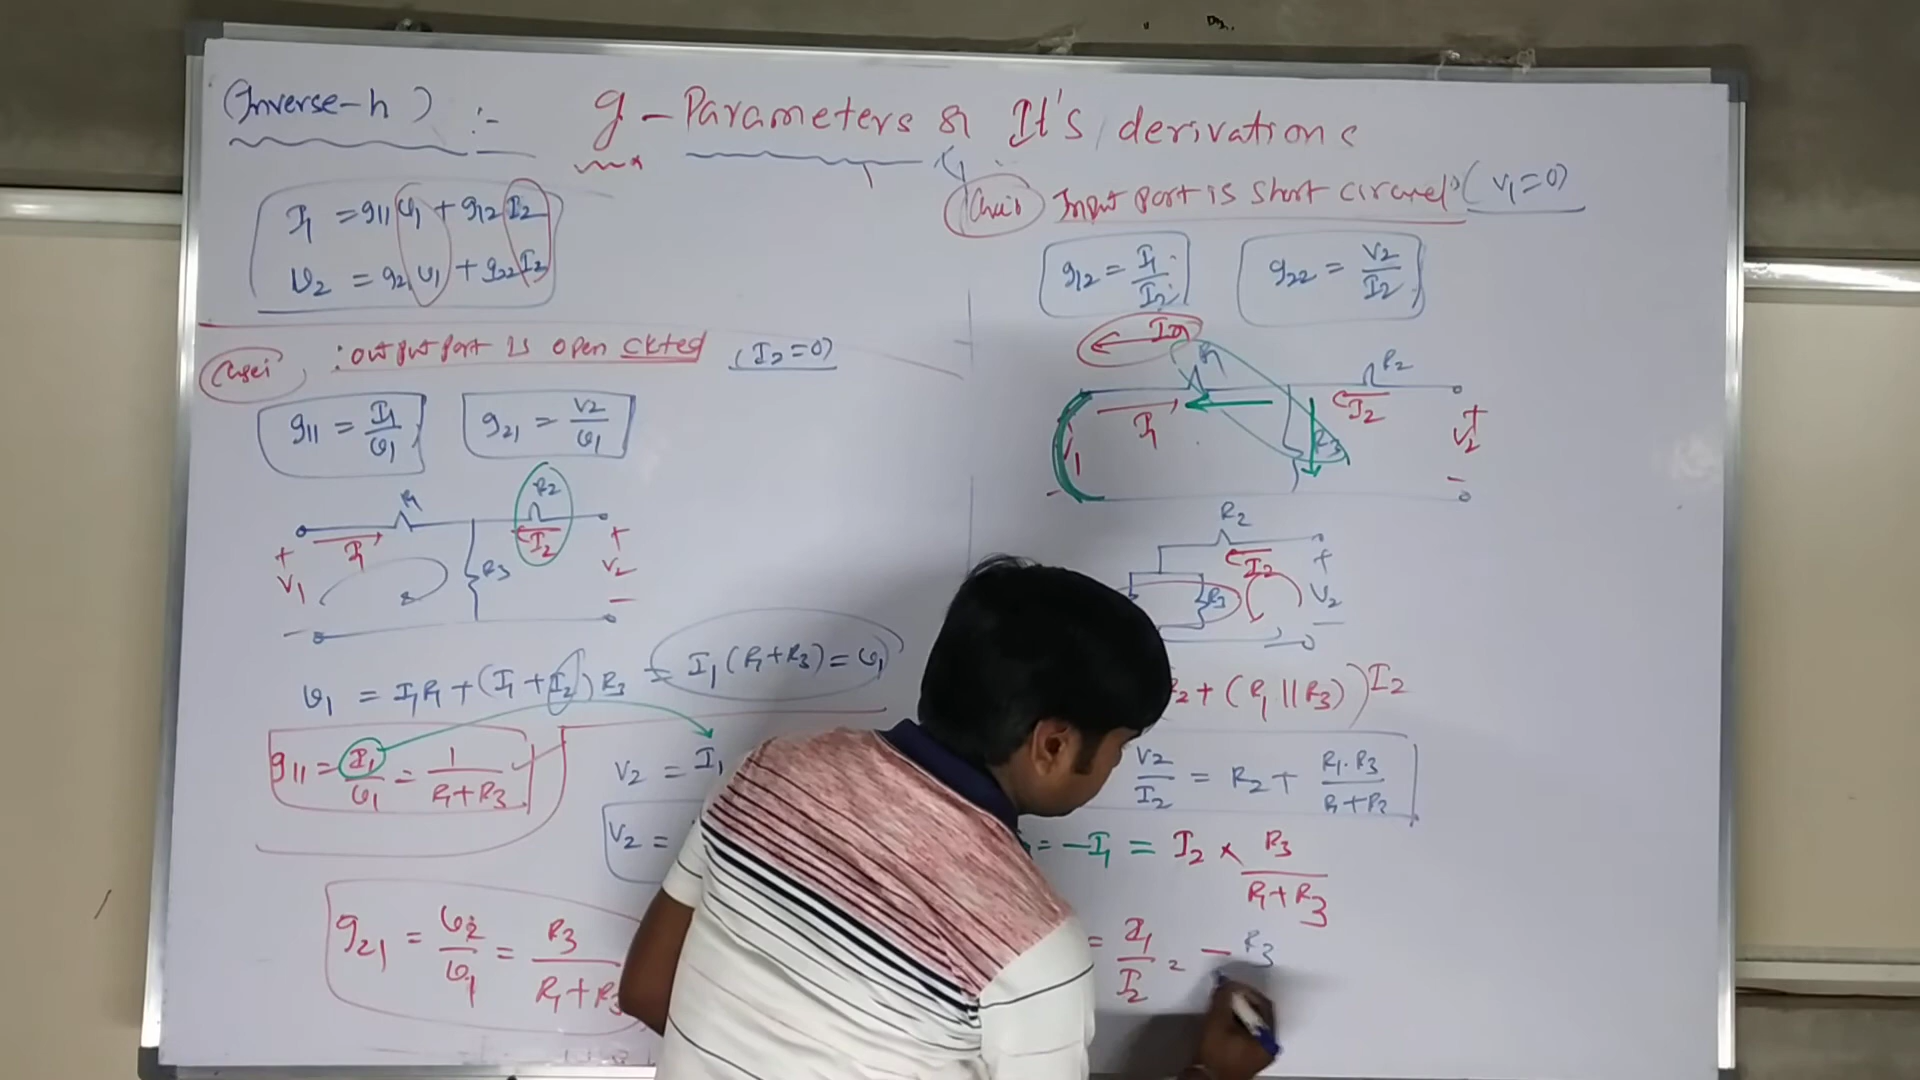 (Inverse-h) :- g-Parameters & It's derivations
I1 = g11 V1 + g12 I2
V2 = g21 V1 + g22 I2
Case i : output port is open ckted (I2=0)
g11 = I1/V1
g21 = V2/V1
R1
R2
I1
I2
R3
+
V1
-
+
V2
-
V1 = I1R1 + (I1 + I2) R3 = I1 (R1+R3) = V1
g11 = I1/V1 = 1/(R1+R3)
V2 = I1
V2 =
g21 = V2/V1 = R3/(R1+R3
Input port is short circuit (V1=0)
g12 = I1/I2
g22 = V2/I2
R1
R2
I1
I2
R3
+
V2
-
R2
I2
R3
+
V2
-
R2 + (R1 || R3)) I2
V2/I2 = R2 + R1.R3/
= -I1 = I2 × R3/(R1+R3)
= I1/I2 = -R3